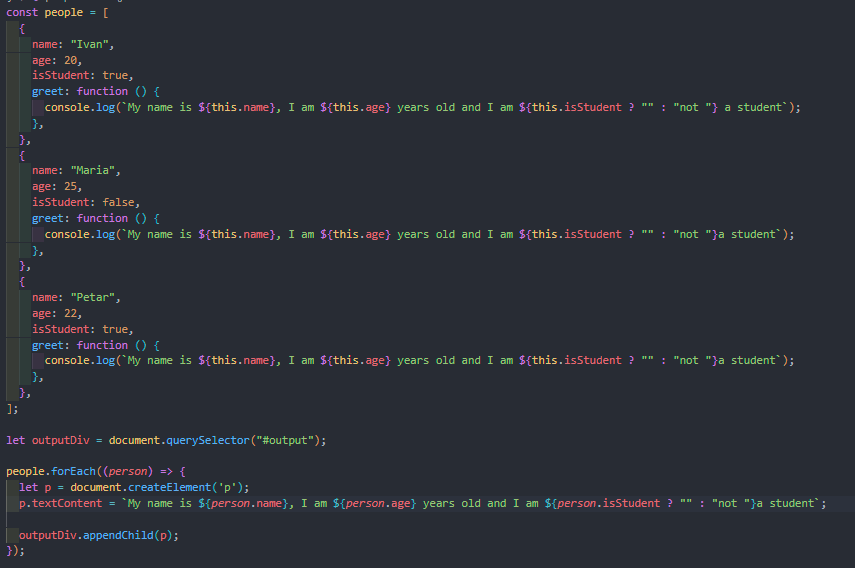 const people = [
  {
    name: "Ivan",
    age: 20,
    isStudent: true,
    greet: function () {
      console.log(`My name is ${this.name}, I am ${this.age} years old and I am ${this.isStudent ? "" : "not "} a student`);
    },
  },
  {
    name: "Maria",
    age: 25,
    isStudent: false,
    greet: function () {
      console.log(`My name is ${this.name}, I am ${this.age} years old and I am ${this.isStudent ? "" : "not "}a student`);
    },
  },
  {
    name: "Petar",
    age: 22,
    isStudent: true,
    greet: function () {
      console.log(`My name is ${this.name}, I am ${this.age} years old and I am ${this.isStudent ? "" : "not "}a student`);
    },
  },
];
let outputDiv = document.querySelector("#output");
people.forEach((person) => {
  let p = document.createElement('p');
  p.textContent = `My name is ${person.name}, I am ${person.age} years old and I am ${person.isStudent ? "" : "not "}a student`;
  outputDiv.appendChild(p);
});